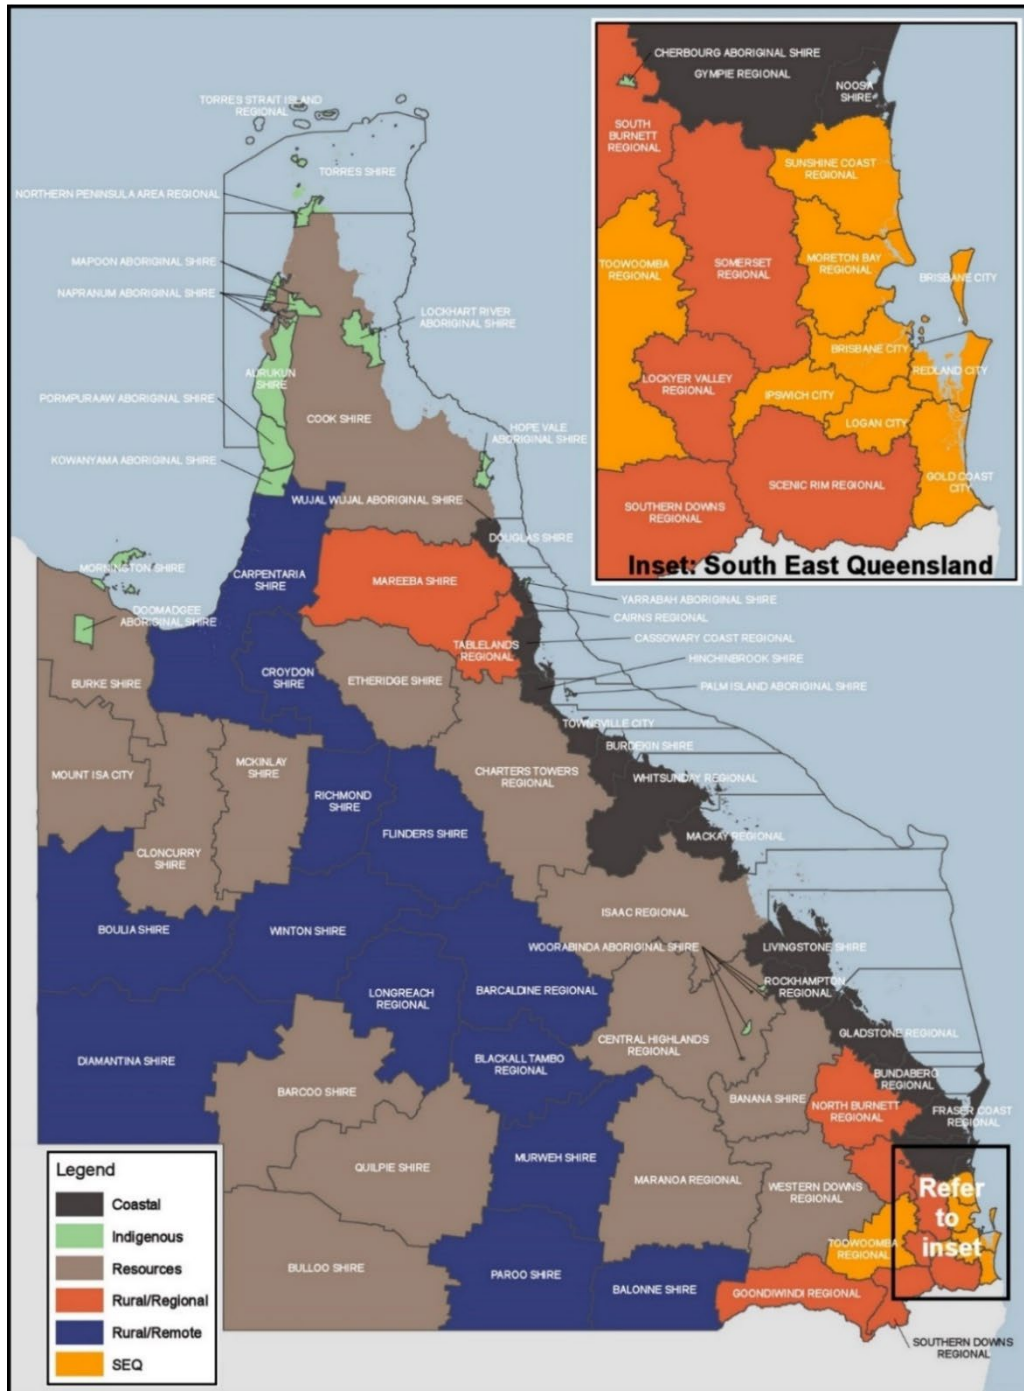 CHERBOURG ABORIGINAL SHIRE
GYMPIE REGIONAL
NOOSA
SHIRE
SOUTH
BURNETT
REGIONAL
SUNSHINE COAST
REGIONAL
TOOWOOMBA
REGIONAL
SOMERSET
REGIONAL
MORETON BAY
REGIONAL
BRISBANE CITY
BRISBANE CITY
REDLAND CITY
LOCKYER VALLEY
REGIONAL
IPSWICH CITY
LOGAN CITY
SCENIC RIM REGIONAL
GOLD COAST
CITY
SOUTHERN DOWNS
REGIONAL
Inset: South East Queensland
TORRES STRAIT ISLAND
REGIONAL
TORRES SHIRE
NORTHERN PENINSULA AREA REGIONAL
MAPOON ABORIGINAL SHIRE
NAPRANUM ABORIGINAL SHIRE
LOCKHART RIVER
ABORIGINAL SHIRE
AURUKUN
SHIRE
PORMPURAAW ABORIGINAL SHIRE
COOK SHIRE
HOPE VALE
ABORIGINAL SHIRE
KOWANYAMA ABORIGINAL SHIRE
WUJAL WUJAL ABORIGINAL SHIRE
DOUGLAS SHIRE
MORNINGTON SHIRE
CARPENTARIA
SHIRE
MAREEBA SHIRE
YARRABAH ABORIGINAL SHIRE
DOOMADGEE
ABORIGINAL SHIRE
CAIRNS REGIONAL
TABLELANDS
REGIONAL
CASSOWARY COAST REGIONAL
HINCHINBROOK SHIRE
BURKE SHIRE
CROYDON
SHIRE
ETHERIDGE SHIRE
PALM ISLAND ABORIGINAL SHIRE
TOWNSVILLE CITY
BURDEKIN SHIRE
MOUNT ISA CITY
MCKINLAY
SHIRE
CHARTERS TOWERS
REGIONAL
WHITSUNDAY REGIONAL
RICHMOND
SHIRE
FLINDERS SHIRE
MACKAY REGIONAL
CLONCURRY
SHIRE
ISAAC REGIONAL
BOULIA SHIRE
WINTON SHIRE
WOORABINDA ABORIGINAL SHIRE
LIVINGSTONE SHIRE
LONGREACH
REGIONAL
BARCALDINE REGIONAL
ROCKHAMPTON
REGIONAL
CENTRAL HIGHLANDS
REGIONAL
GLADSTONE REGIONAL
DIAMANTINA SHIRE
BLACKALL TAMBO
REGIONAL
BUNDABERG
REGIONAL
BARCOO SHIRE
BANANA SHIRE
NORTH BURNETT
REGIONAL
FRASER COAST
REGIONAL
QUILPIE SHIRE
MURWEH SHIRE
MARANOA REGIONAL
WESTERN DOWNS
REGIONAL
Refer
to
inset
TOOWOOMBA
REGIONAL
BULLOO SHIRE
PAROO SHIRE
BALONNE SHIRE
GOONDIWINDI REGIONAL
SOUTHERN DOWNS
REGIONAL
Legend
Coastal
Indigenous
Resources
Rural/Regional
Rural/Remote
SEQ